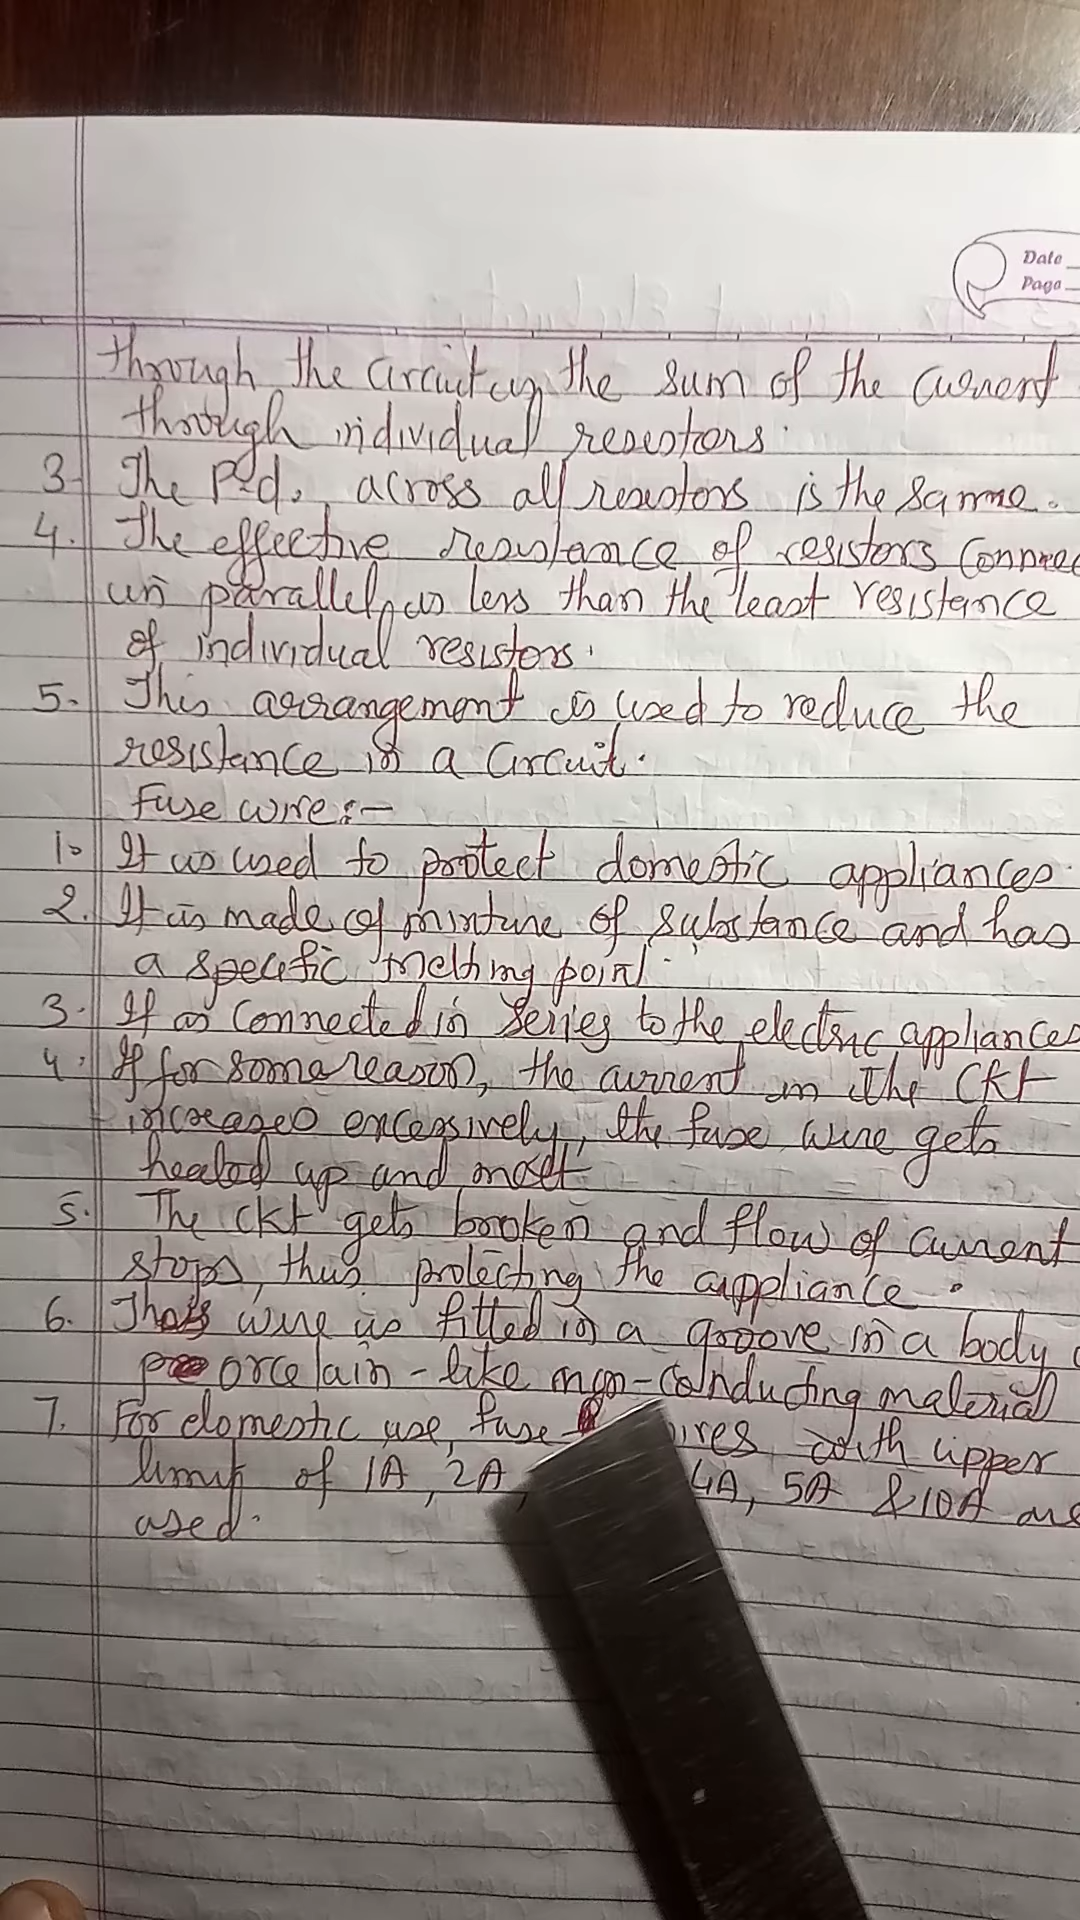 Date
Page
through the circuit is the sum of the current
through individual resistors.
3. The P.d. across all resistors is the same.
4. The effective resistance of resistors Connec
in parallel, is less than the least resistance
of individual resistors.
5. This arrangement is used to reduce the
resistance in a Circuit.
Fuse wire:-
1. It is used to protect domestic appliances.
2. It is made of mixture of substance and has
a specific melting point.
3. It is Connected in Series to the electric appliances
4. If for some reason, the current in the CKt
increases excessively, the fuse wire gets
heated up and melt
5. The ckt gets broken and flow of Current
stops, thus protecting the appliance.
6. This wire is fitted in a groove in a body
porcelain-like non-Conducting material
7. For domestic use, fuse ires with upper
limit of 1A, 2A, 4A, 5A & 10A are
used.